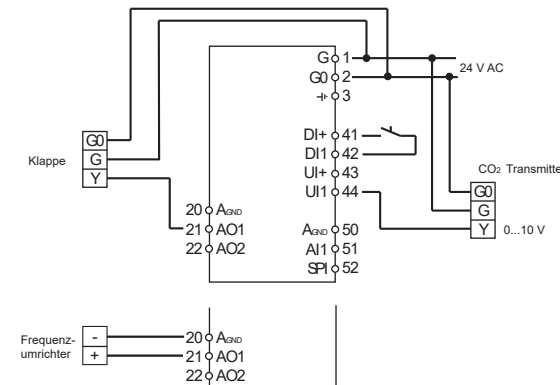 G 1
G0 2
24 V AC
3
DI+ 41
DI1 42
UI+ 43
UI1 44
Klappe
G0
G
Y
20 AGND
21 AO1
22 AO2
AGND 50
AI1 51
SPI 52
CO2 Transmitte
G0
G
Y 0...10 V
Frequenz-
umrichter
-
+
20 AGND
21 AO1
22 AO2